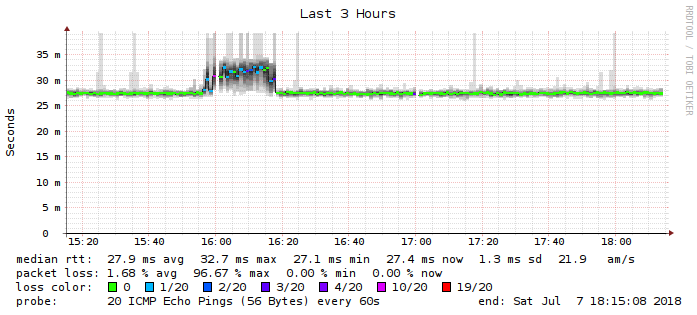 Last 3 Hours
RRDTOOL / TOBI OETIKER
Seconds
35 m
30 m
25 m
20 m
15 m
10 m
5 m
0
15:20 15:40 16:00 16:20 16:40 17:00 17:20 17:40 18:00
median rtt: 27.9 ms avg 32.7 ms max 27.1 ms min 27.4 ms now 1.3 ms sd 21.9 am/s
packet loss: 1.68 % avg 96.67 % max 0.00 % min 0.00 % now
loss color: 0 1/20 2/20 3/20 4/20 10/20 19/20
probe: 20 ICMP Echo Pings (56 Bytes) every 60s end: Sat Jul 7 18:15:08 2018